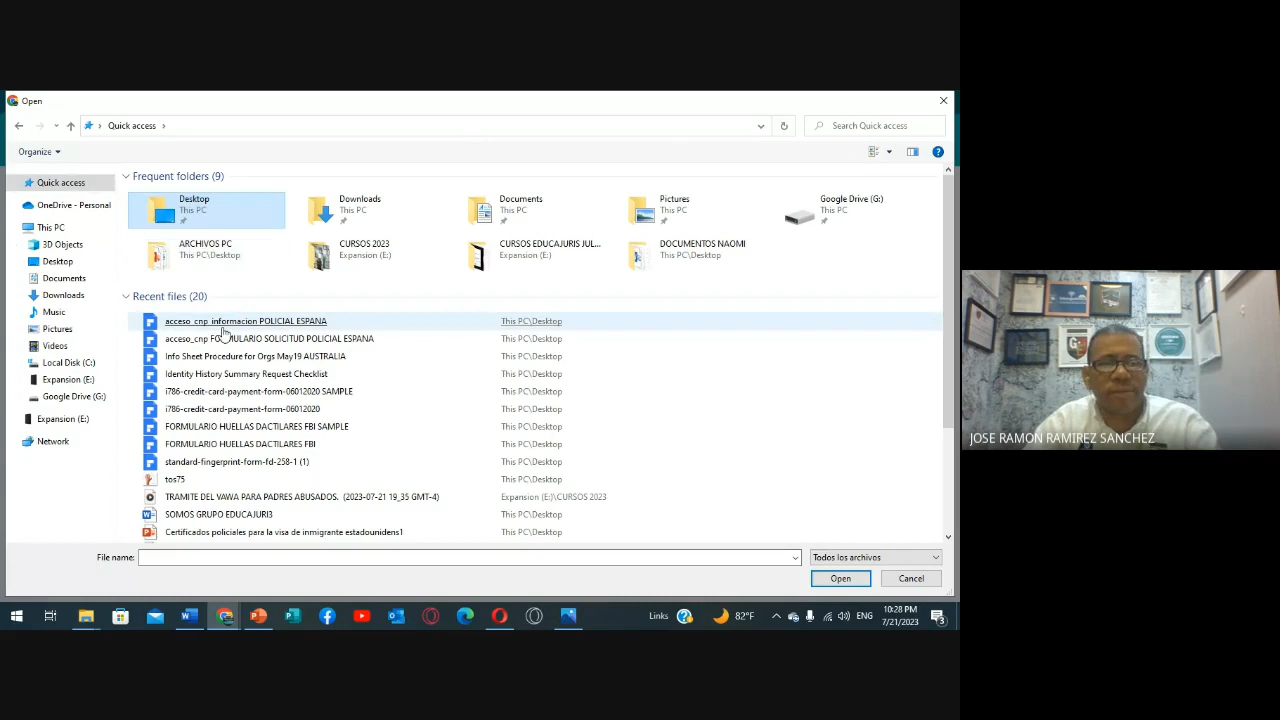 Open
Quick access
Search Quick access
Organize
Quick access
OneDrive - Personal
This PC
3D Objects
Desktop
Documents
Downloads
Music
Pictures
Videos
Local Disk (C:)
Expansion (E:)
Google Drive (G:)
Expansion (E:)
Network
Frequent folders (9)
Desktop
This PC
Downloads
This PC
Documents
This PC
Pictures
This PC
Google Drive (G:)
This PC
ARCHIVOS PC
This PC\Desktop
CURSOS 2023
Expansion (E:)
CURSOS EDUCAJURIS JUL...
Expansion (E:)
DOCUMENTOS NAOMI
This PC\Desktop
Recent files (20)
acceso_cnp_informacion POLICIAL ESPANA This PC\Desktop
acceso_cnp FORMULARIO SOLICITUD POLICIAL ESPANA This PC\Desktop
Info Sheet Procedure for Orgs May19 AUSTRALIA This PC\Desktop
Identity History Summary Request Checklist This PC\Desktop
i786-credit-card-payment-form-06012020 SAMPLE This PC\Desktop
i786-credit-card-payment-form-06012020 This PC\Desktop
FORMULARIO HUELLAS DACTILARES FBI SAMPLE This PC\Desktop
FORMULARIO HUELLAS DACTILARES FBI This PC\Desktop
standard-fingerprint-form-fd-258-1 (1) This PC\Desktop
tos75 This PC\Desktop
TRAMITE DEL VAWA PARA PADRES ABUSADOS. (2023-07-21 19_35 GMT-4) Expansion (E:)\CURSOS 2023
SOMOS GRUPO EDUCAJURI3 This PC\Desktop
Certificados policiales para la visa de inmigrante estadounidens1 This PC\Desktop
File name:
Todos los archivos
Open
Cancel
Links
82°F
ENG
10:28 PM
7/21/2023
3
JOSE RAMON RAMIREZ SANCHEZ